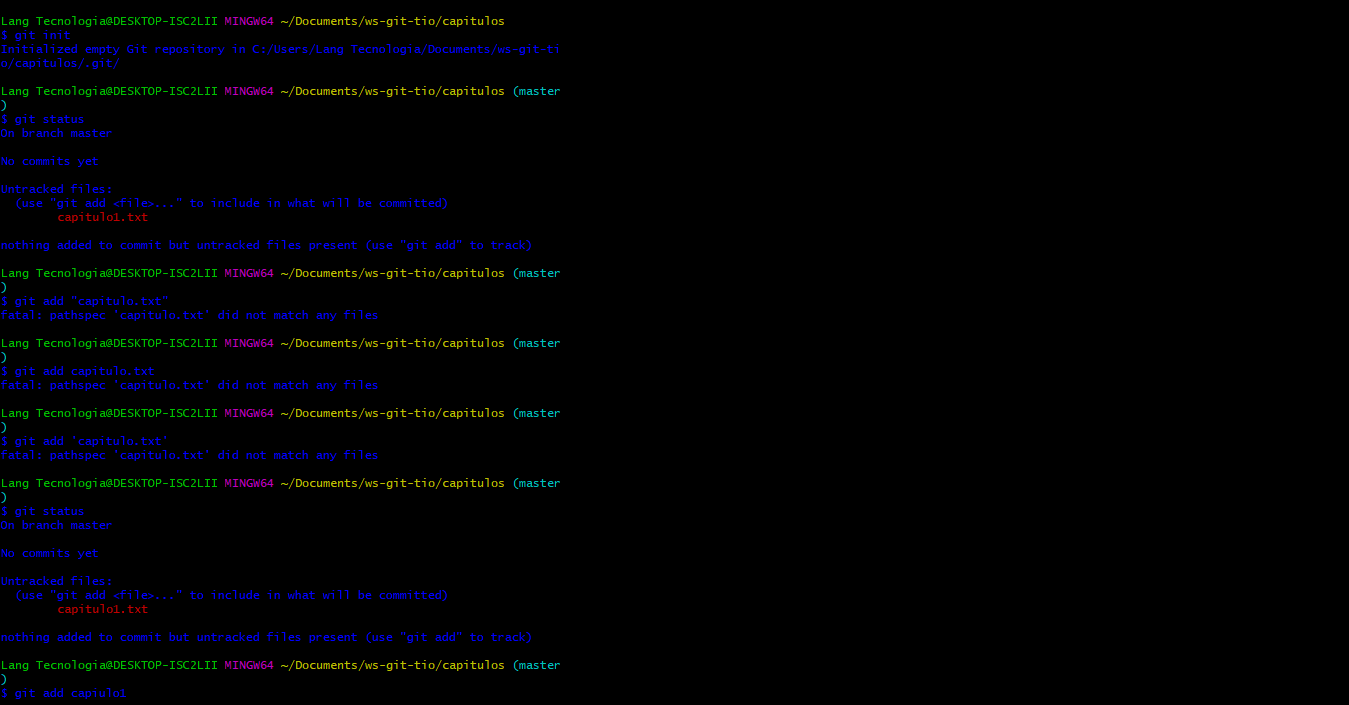 Lang Tecnologia@DESKTOP-ISC2LII MINGW64 ~/Documents/ws-git-tio/capitulos
$ git init
Initialized empty Git repository in C:/Users/Lang Tecnologia/Documents/ws-git-ti
o/capitulos/.git/
Lang Tecnologia@DESKTOP-ISC2LII MINGW64 ~/Documents/ws-git-tio/capitulos (master
)
$ git status
On branch master
No commits yet
Untracked files:
(use "git add <file>..." to include in what will be committed)
capitulo1.txt
nothing added to commit but untracked files present (use "git add" to track)
Lang Tecnologia@DESKTOP-ISC2LII MINGW64 ~/Documents/ws-git-tio/capitulos (master
)
$ git add "capitulo.txt"
fatal: pathspec 'capitulo.txt' did not match any files
Lang Tecnologia@DESKTOP-ISC2LII MINGW64 ~/Documents/ws-git-tio/capitulos (master
)
$ git add capitulo.txt
fatal: pathspec 'capitulo.txt' did not match any files
Lang Tecnologia@DESKTOP-ISC2LII MINGW64 ~/Documents/ws-git-tio/capitulos (master
)
$ git add 'capitulo.txt'
fatal: pathspec 'capitulo.txt' did not match any files
Lang Tecnologia@DESKTOP-ISC2LII MINGW64 ~/Documents/ws-git-tio/capitulos (master
)
$ git status
On branch master
No commits yet
Untracked files:
(use "git add <file>..." to include in what will be committed)
capitulo1.txt
nothing added to commit but untracked files present (use "git add" to track)
Lang Tecnologia@DESKTOP-ISC2LII MINGW64 ~/Documents/ws-git-tio/capitulos (master
)
$ git add capiulo1